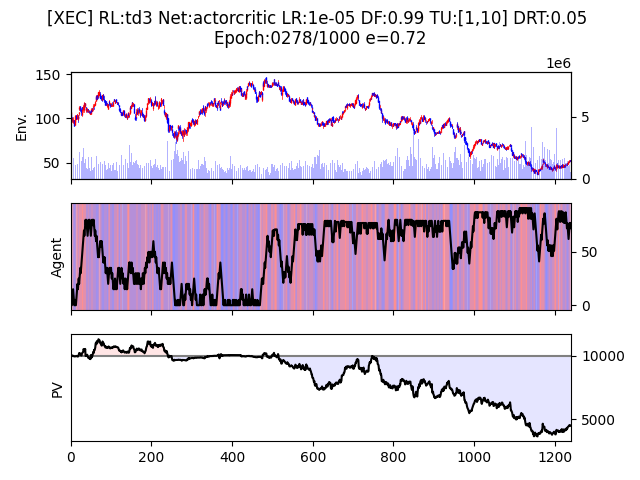 [XEC] RL:td3 Net:actorcritic LR:1e-05 DF:0.99 TU:[1,10] DRT:0.05
Epoch:0278/1000 e=0.72
1e6
150
100
50
Env.
5
0
Agent
50
0
PV
10000
5000
0
200
400
600
800
1000
1200